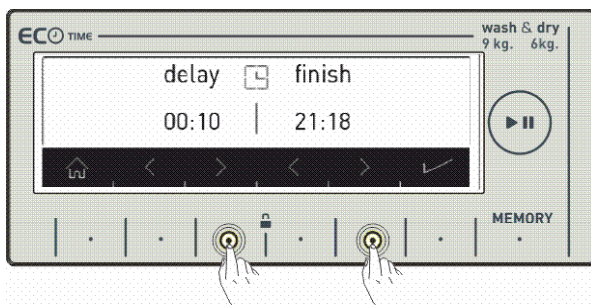 ECO TIME
wash & dry
9 kg. 6kg.
delay finish
00:10 21:18
MEMORY